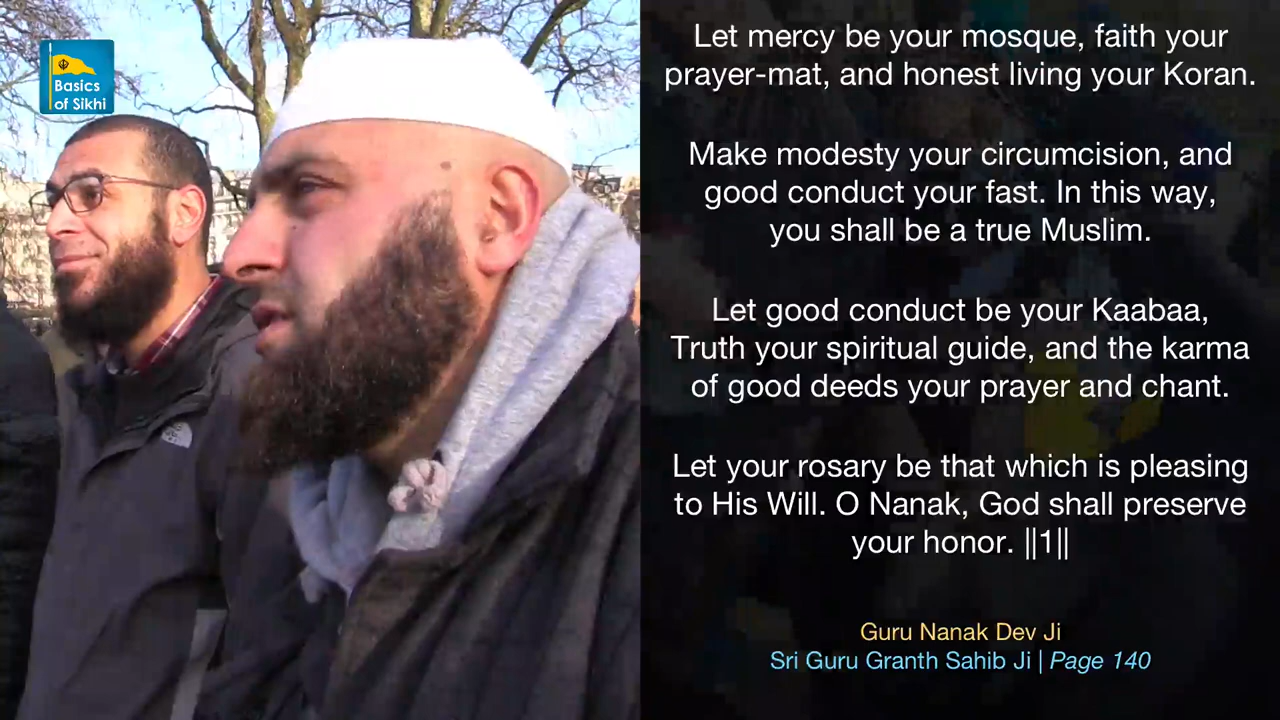 Basics
of Sikhi
Let mercy be your mosque, faith your
prayer-mat, and honest living your Koran.
Make modesty your circumcision, and
good conduct your fast. In this way,
you shall be a true Muslim.
Let good conduct be your Kaabaa,
Truth your spiritual guide, and the karma
of good deeds your prayer and chant.
Let your rosary be that which is pleasing
to His Will. O Nanak, God shall preserve
your honor. ||1||
Guru Nanak Dev Ji
Sri Guru Granth Sahib Ji | Page 140